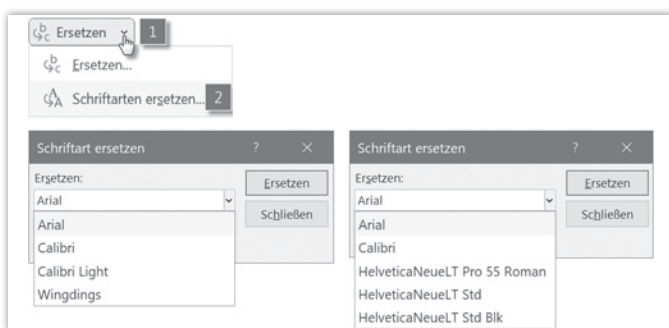 Ersetzen
1
Ersetzen...
Schriftarten ersetzen...
2
Schriftart ersetzen ? ×
Ersetzen:
Arial
Ersetzen
Schließen
Arial
Calibri
Calibri Light
Wingdings
Schriftart ersetzen ? ×
Ersetzen:
Arial
Ersetzen
Schließen
Arial
Calibri
HelveticaNeueLT Pro 55 Roman
HelveticaNeueLT Std
HelveticaNeueLT Std Blk